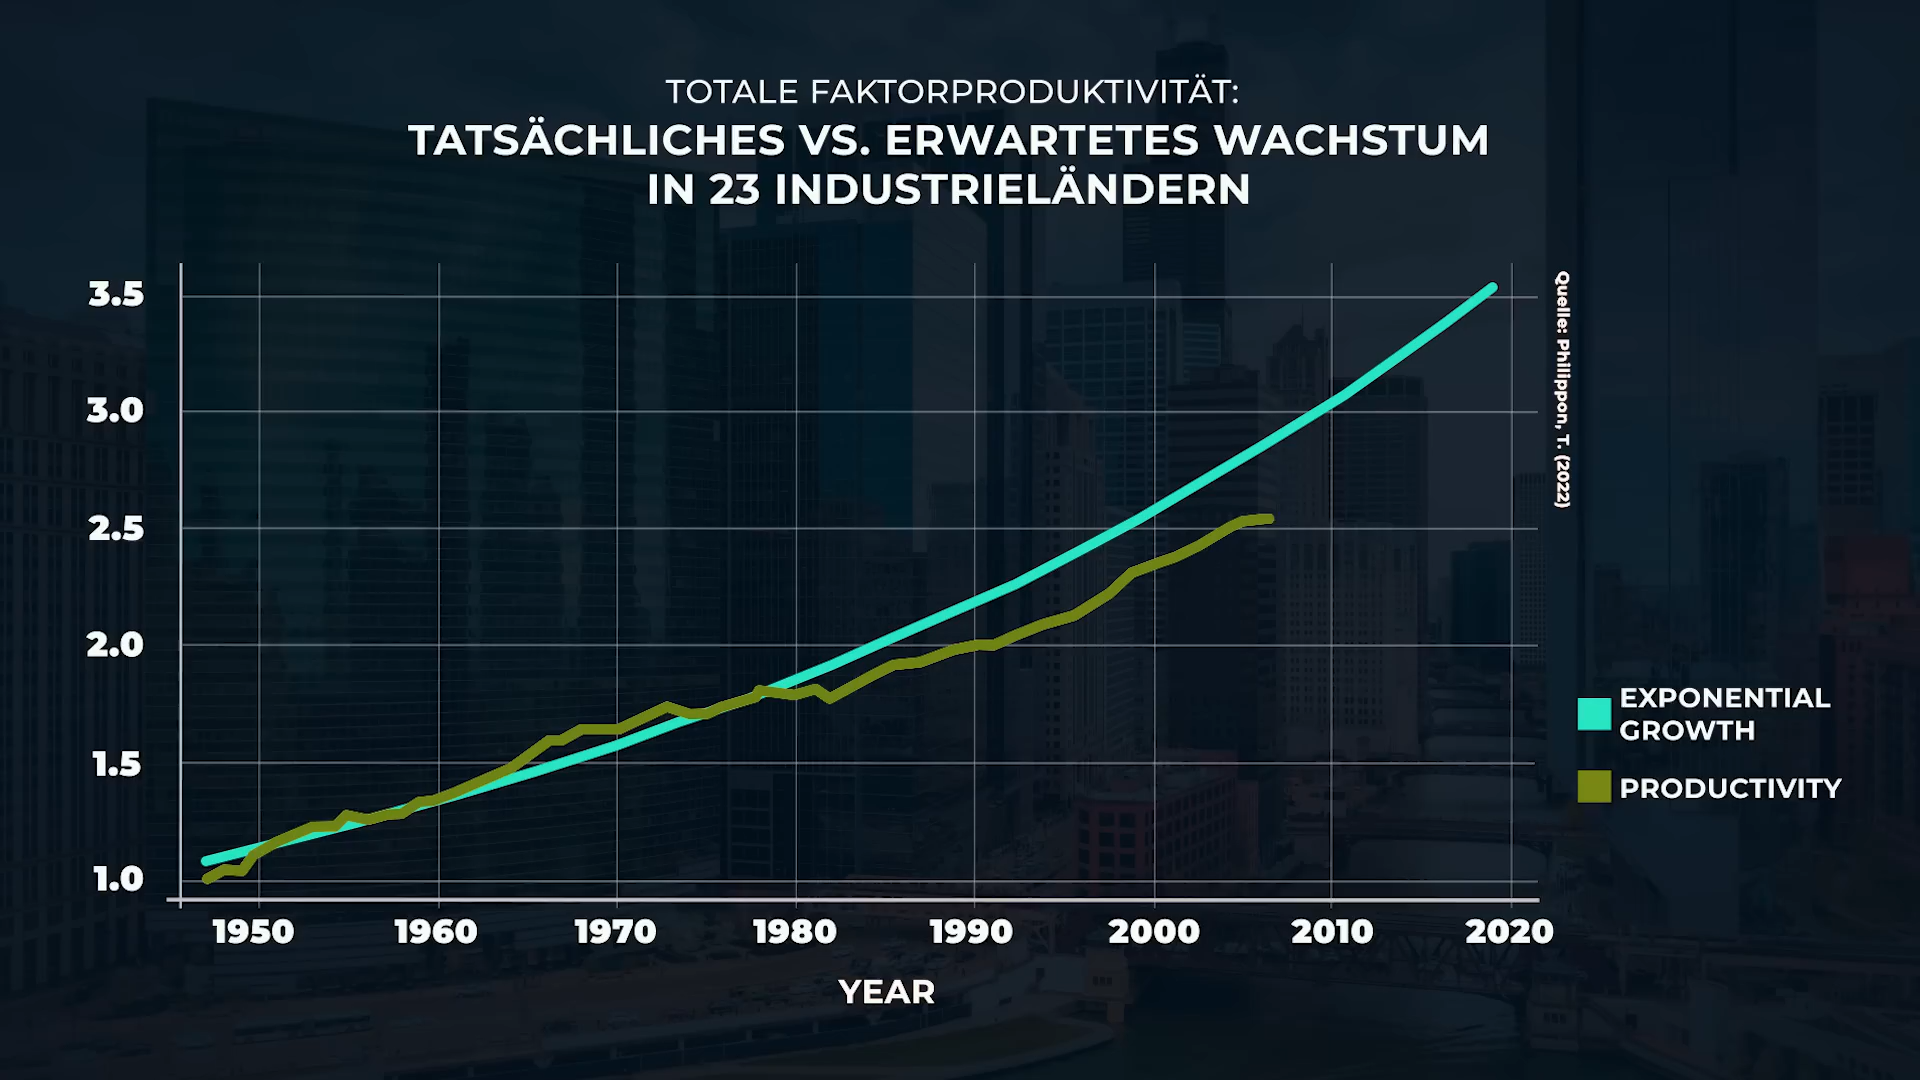 TOTALE FAKTORPRODUKTIVITÄT:
TATSÄCHLICHES VS. ERWARTETES WACHSTUM
IN 23 INDUSTRIELÄNDERN
3.5
3.0
2.5
2.0
1.5
1.0
1950 1960 1970 1980 1990 2000 2010 2020
YEAR
Quelle: Philippon, T. (2022)
EXPONENTIAL
GROWTH
PRODUCTIVITY